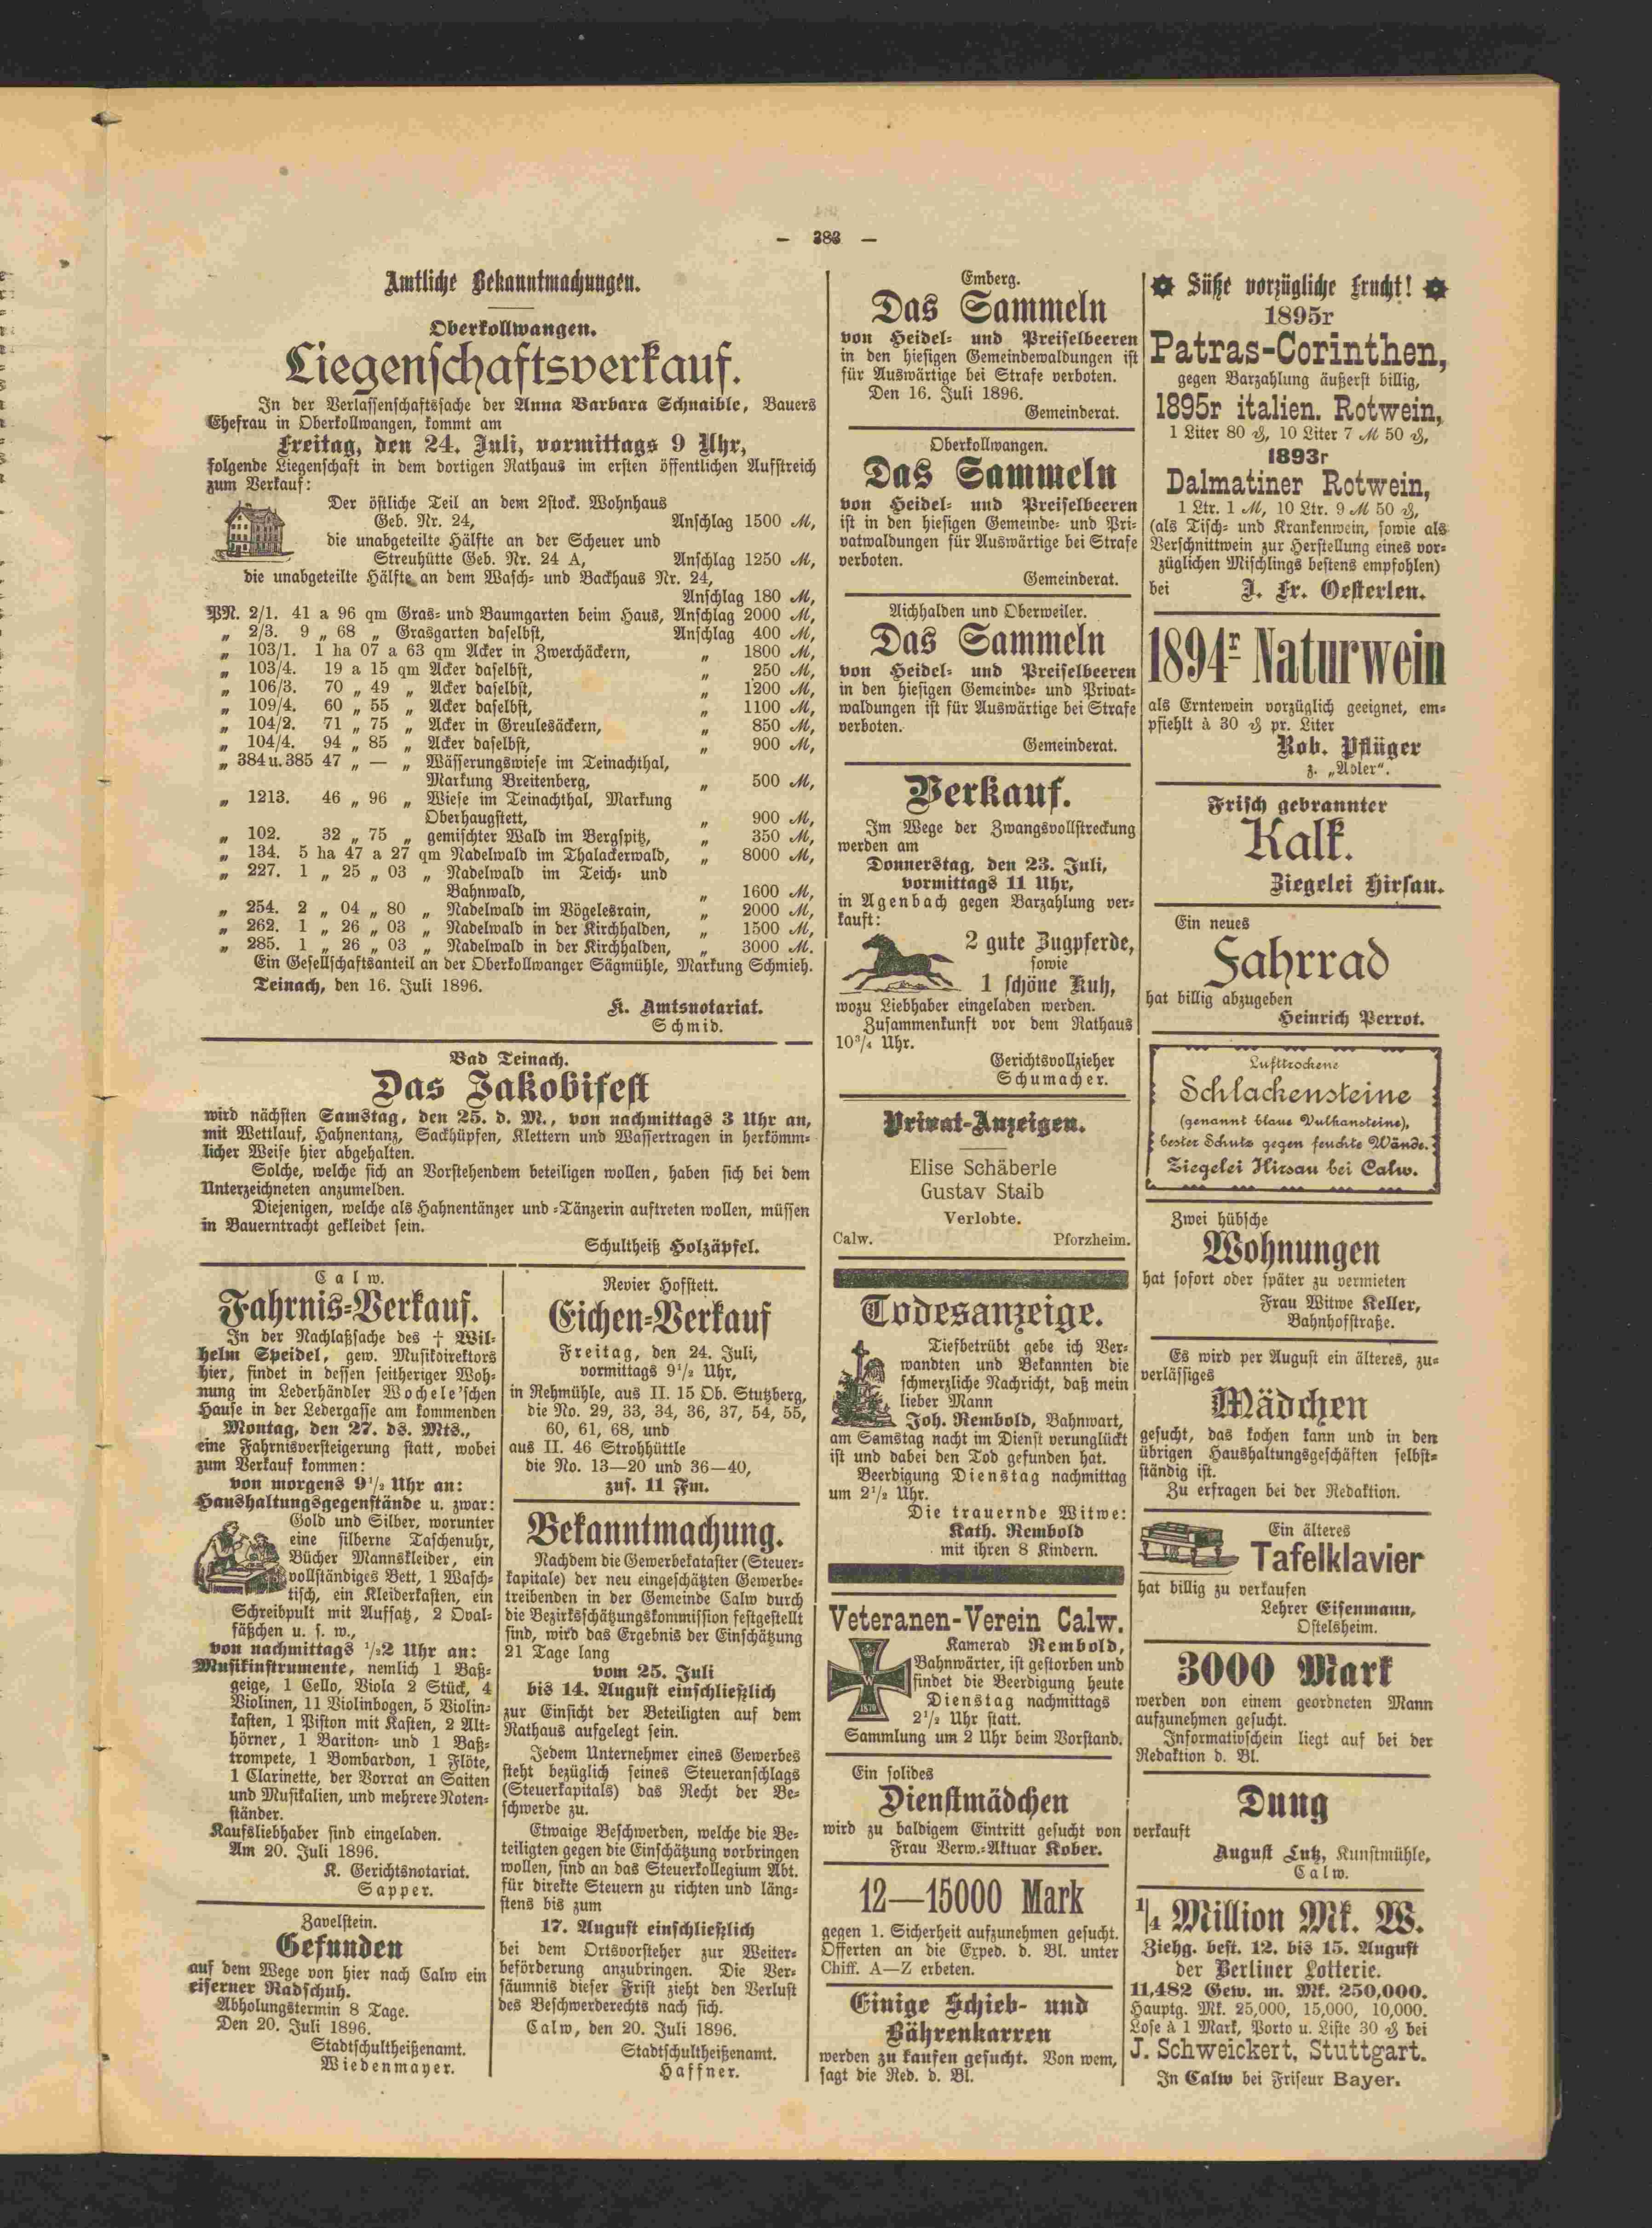 — 383 —
Amtliche Bekanntmachungen.
Oberkollwangen.
Liegenschaftsverkauf.
In der Verlassenschaftssache der Anna Barbara Schnaible, Bauers
Ehefrau in Oberkollwangen, kommt am
Freitag, den 24. Juli, vormittags 9 Uhr,
folgende Liegenschaft in dem dortigen Rathaus im ersten öffentlichen Aufstreich
zum Verkauf:
Der östliche Teil an dem 2stock. Wohnhaus
Geb. Nr. 24, Anschlag 1500 M,
die unabgeteilte Hälfte an der Scheuer und
Streuhütte Geb. Nr. 24 A, Anschlag 1250 M,
die unabgeteilte Hälfte an dem Wasch- und Backhaus Nr. 24,
Anschlag 180 M,
PN. 2/1. 41 a 96 qm Gras- und Baumgarten beim Haus, Anschlag 2000 M,
„ 2/3. 9 „ 68 „ Grasgarten daselbst, Anschlag 400 M,
„ 103/1. 1 ha 07 a 63 qm Acker in Zwerchäckern, „ 1800 M,
„ 103/4. 19 a 15 qm Acker daselbst, „ 250 M,
„ 106/3. 70 „ 49 „ Acker daselbst, „ 1200 M,
„ 109/4. 60 „ 55 „ Acker daselbst, „ 1100 M,
„ 104/2. 71 „ 75 „ Acker in Greulesäckern, „ 850 M,
„ 104/4. 94 „ 85 „ Acker daselbst, „ 900 M,
„ 384 u. 385 47 „ — „ Wässerungswiese im Teinachthal,
Markung Breitenberg, „ 500 M,
„ 1213. 46 „ 96 „ Wiese im Teinachthal, Markung
Oberhaugstett, „ 900 M,
„ 102. 32 „ 75 „ gemischter Wald im Bergspitz, „ 350 M,
„ 134. 5 ha 47 a 27 qm Nadelwald im Thalackerwald, „ 8000 M,
„ 227. 1 „ 25 „ 03 „ Nadelwald im Teich- und
Bahnwald, „ 1600 M,
„ 254. 2 „ 04 „ 80 „ Nadelwald im Vögelesrain, „ 2000 M,
„ 262. 1 „ 26 „ 03 „ Nadelwald in der Kirchhalden, „ 1500 M,
„ 285. 1 „ 26 „ 03 „ Nadelwald in der Kirchhalden, „ 3000 M.
Ein Gesellschaftsanteil an der Oberkollwanger Sägmühle, Markung Schmieh.
Teinach, den 16. Juli 1896.
K. Amtsnotariat.
Schmid.
Bad Teinach.
Das Jakobifest
wird nächsten Samstag, den 25. d. M., von nachmittags 3 Uhr an,
mit Wettlauf, Hahnentanz, Sackhüpfen, Klettern und Wassertragen in herkömm-
licher Weise hier abgehalten.
Solche, welche sich an Vorstehendem beteiligen wollen, haben sich bei dem
Unterzeichneten anzumelden.
Diejenigen, welche als Hahnentänzer und -Tänzerin auftreten wollen, müssen
in Bauerntracht gekleidet sein.
Schultheiß Holzäpfel.
Calw.
Fahrnis-Verkauf.
In der Nachlaßsache des † Wil-
helm Speidel, gew. Musikdirektors
hier, findet in dessen seitheriger Woh-
nung im Lederhändler Wochele'schen
Hause in der Ledergasse am kommenden
Montag, den 27. ds. Mts.,
eine Fahrnisversteigerung statt, wobei
zum Verkauf kommen:
von morgens 9 1/2 Uhr an:
Haushaltungsgegenstände u. zwar:
Gold und Silber, worunter
eine silberne Taschenuhr,
Bücher Mannskleider, ein
vollständiges Bett, 1 Wasch-
tisch, ein Kleiderkasten, ein
Schreibpult mit Aufsatz, 2 Oval-
fäßchen u. s. w.,
von nachmittags 1/2 2 Uhr an:
Musikinstrumente, nemlich 1 Baß-
geige, 1 Cello, Viola 2 Stück, 4
Violinen, 11 Violinbogen, 5 Violin-
kasten, 1 Piston mit Kasten, 2 Alt-
hörner, 1 Bariton- und 1 Baß-
trompete, 1 Bombardon, 1 Flöte,
1 Clarinette, der Vorrat an Saiten
und Musikalien, und mehrere Noten-
ständer.
Kaufsliebhaber sind eingeladen.
Am 20. Juli 1896.
K. Gerichtsnotariat.
Sapper.
Zavelstein.
Gefunden
auf dem Wege von hier nach Calw ein
eiserner Radschuh.
Abholungstermin 8 Tage.
Den 20. Juli 1896.
Stadtschultheißenamt.
Wiedenmayer.
Revier Hofstett.
Eichen-Verkauf
Freitag, den 24. Juli,
vormittags 9 1/2 Uhr,
in Rehmühle, aus II. 15 Ob. Stutzberg,
die No. 29, 33, 34, 36, 37, 54, 55,
60, 61, 68, und
aus II. 46 Strohhüttle
die No. 13—20 und 36—40,
zus. 11 Fm.
Bekanntmachung.
Nachdem die Gewerbekataster (Steuer-
kapitale) der neu eingeschätzten Gewerbe-
treibenden in der Gemeinde Calw durch
die Bezirksschätzungskommission festgestellt
sind, wird das Ergebnis der Einschätzung
21 Tage lang
vom 25. Juli
bis 14. August einschließlich
zur Einsicht der Beteiligten auf dem
Rathaus aufgelegt sein.
Jedem Unternehmer eines Gewerbes
steht bezüglich seines Steueranschlags
(Steuerkapitals) das Recht der Be-
schwerde zu.
Etwaige Beschwerden, welche die Be-
teiligten gegen die Einschätzung vorbringen
wollen, sind an das Steuerkollegium Abt.
für direkte Steuern zu richten und läng-
stens bis zum
17. August einschließlich
bei dem Ortsvorsteher zur Weiter-
beförderung anzubringen. Die Ver-
säumnis dieser Frist zieht den Verlust
des Beschwerderechts nach sich.
Calw, den 20. Juli 1896.
Stadtschultheißenamt.
Haffner.
Emberg.
Das Sammeln
von Heidel- und Preiselbeeren
in den hiesigen Gemeindewaldungen ist
für Auswärtige bei Strafe verboten.
Den 16. Juli 1896.
Gemeinderat.
Oberkollwangen.
Das Sammeln
von Heidel- und Preiselbeeren
ist in den hiesigen Gemeinde- und Pri-
vatwaldungen für Auswärtige bei Strafe
verboten.
Gemeinderat.
Aichhalden und Oberweiler.
Das Sammeln
von Heidel- und Preiselbeeren
in den hiesigen Gemeinde- und Privat-
waldungen ist für Auswärtige bei Strafe
verboten.
Gemeinderat.
Verkauf.
Im Wege der Zwangsvollstreckung
werden am
Donnerstag, den 23. Juli,
vormittags 11 Uhr,
in Agenbach gegen Barzahlung ver-
kauft:
2 gute Zugpferde,
sowie
1 schöne Kuh,
wozu Liebhaber eingeladen werden.
Zusammenkunft vor dem Rathaus
10 3/4 Uhr.
Gerichtsvollzieher
Schumacher.
Privat-Anzeigen.
Elise Schäberle
Gustav Staib
Verlobte.
Calw. Pforzheim.
Todesanzeige.
Tiefbetrübt gebe ich Ver-
wandten und Bekannten die
schmerzliche Nachricht, daß mein
lieber Mann
Joh. Rembold, Bahnwart,
am Samstag nacht im Dienst verunglückt
ist und dabei den Tod gefunden hat.
Beerdigung Dienstag nachmittag
um 2 1/2 Uhr.
Die trauernde Witwe:
Kath. Rembold
mit ihren 8 Kindern.
Veteranen-Verein Calw.
W
1870
Kamerad Rembold,
Bahnwärter, ist gestorben und
findet die Beerdigung heute
Dienstag nachmittags
2 1/2 Uhr statt.
Sammlung um 2 Uhr beim Vorstand.
Ein solides
Dienstmädchen
wird zu baldigem Eintritt gesucht von
Frau Verw.-Aktuar Kober.
12—15000 Mark
gegen 1. Sicherheit aufzunehmen gesucht.
Offerten an die Exped. d. Bl. unter
Chiff. A—Z erbeten.
Einige Schieb- und
Bährenkarren
werden zu kaufen gesucht. Von wem,
sagt die Red. d. Bl.
Süße vorzügliche Frucht!
1895r
Patras-Corinthen,
gegen Barzahlung äußerst billig,
1895r italien. Rotwein,
1 Liter 80 ₰, 10 Liter 7 M 50 ₰,
1893r
Dalmatiner Rotwein,
1 Ltr. 1 M, 10 Ltr. 9 M 50 ₰,
(als Tisch- und Krankenwein, sowie als
Verschnittwein zur Herstellung eines vor-
züglichen Mischlings bestens empfohlen)
bei J. Fr. Oesterlen.
1894r Naturwein
als Erntewein vorzüglich geeignet, em-
pfiehlt à 30 ₰ pr. Liter
Rob. Pflüger
z. „Adler“.
Frisch gebrannter
Kalk.
Ziegelei Hirsau.
Ein neues
Fahrrad
hat billig abzugeben
Heinrich Perrot.
Lufttrockene
Schlackensteine
(genannt blaue Vulkansteine),
bester Schutz gegen feuchte Wände.
Ziegelei Hirsau bei Calw.
Zwei hübsche
Wohnungen
hat sofort oder später zu vermieten
Frau Witwe Keller,
Bahnhofstraße.
Es wird per August ein älteres, zu-
verlässiges
Mädchen
gesucht, das kochen kann und in den
übrigen Haushaltungsgeschäften selbst-
ständig ist.
Zu erfragen bei der Redaktion.
Ein älteres
Tafelklavier
hat billig zu verkaufen
Lehrer Eisenmann,
Ostelsheim.
3000 Mark
werden von einem geordneten Mann
aufzunehmen gesucht.
Informativschein liegt auf bei der
Redaktion d. Bl.
Dung
verkauft
August Lutz, Kunstmühle,
Calw.
1/4 Million Mk. W.
Ziehg. best. 12. bis 15. August
der Berliner Lotterie.
11,482 Gew. m. Mk. 250,000.
Hauptg. Mk. 25,000, 15,000, 10,000.
Lose à 1 Mark, Porto u. Liste 30 ₰ bei
J. Schweickert, Stuttgart.
In Calw bei Friseur Bayer.